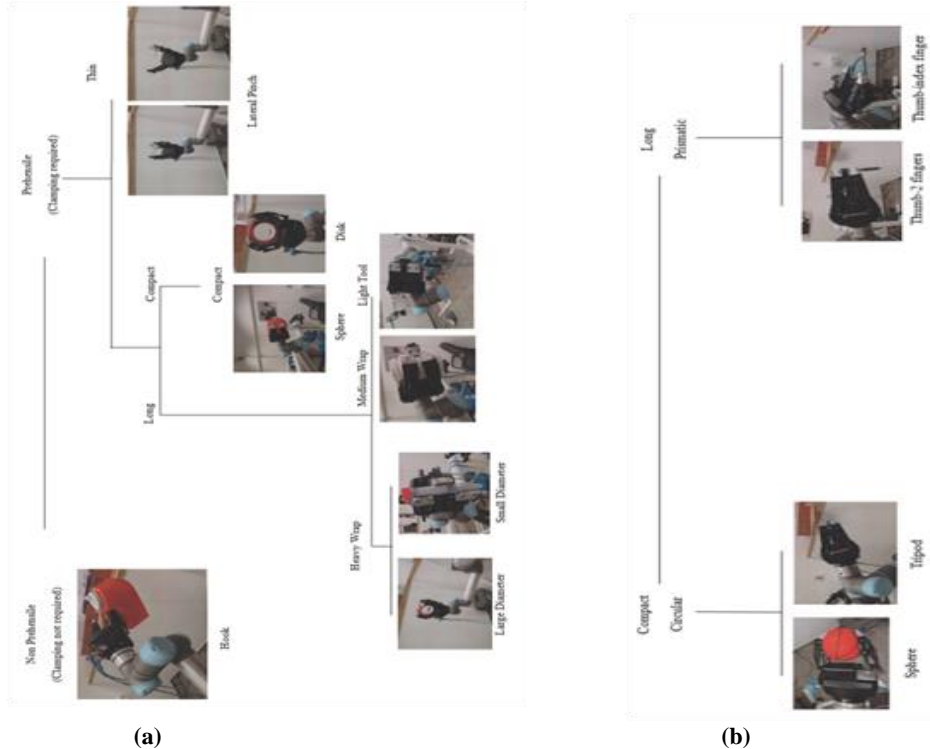 Non Prehensile
(Clamping not required)
Prehensile
(Clamping required)
Hook
Long
Compact
Thin
Compact
Lateral Pinch
Sphere
Disk
Heavy Wrap
Medium Wrap
Light Tool
Large Diameter
Small Diameter
(a)
Compact
Circular
Long
Prismatic
Sphere
Tripod
Thumb-2 fingers
Thumb-index finger
(b)